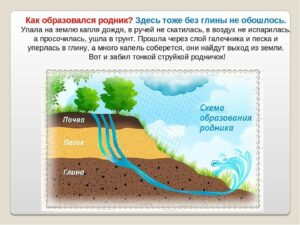 Как образовался родник? Здесь тоже без глины не обошлось.
Упала на землю капля дождя, в ручей не скатилась, в воздух не испарилась,
а просочилась, ушла в грунт. Прошла через слой галечника и песка и
уперлась в глину, а много капель соберется, они найдут выход из земли.
Вот и забил тонкой струйкой родничок!
Схема
образования
родника
Почва
Песок
Глина